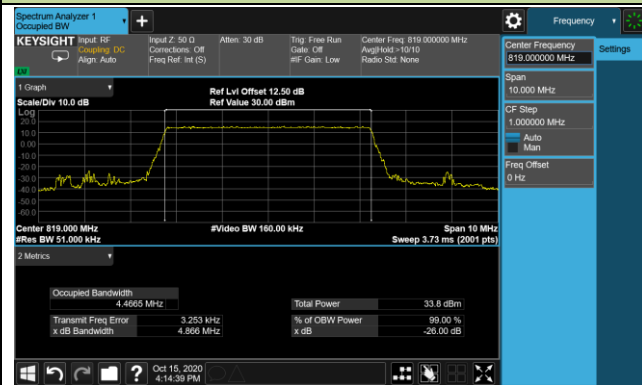 Spectrum Analyzer 1
Occupied BW
Frequency
KEYSIGHT
Input: RF
Coupling: DC
Align: Auto
Input Z: 50 Ω
Corrections: Off
Freq Ref: Int (S)
Atten: 30 dB
Trig: Free Run
Gate: Off
#IF Gain: Low
Center Freq: 819.000000 MHz
Avg|Hold:>10/10
Radio Std: None
Center Frequency
819.000000 MHz
Settings
Span
10.000 MHz
CF Step
1.000000 MHz
Auto
Man
Freq Offset
0 Hz
1 Graph
Scale/Div 10.0 dB
Ref Lvl Offset 12.50 dB
Ref Value 30.00 dBm
Log
20.0
10.0
0.00
-10.0
-20.0
-30.0
-40.0
-50.0
-60.0
Center 819.000 MHz
#Video BW 160.00 kHz
Span 10 MHz
#Res BW 51.000 kHz
Sweep 3.73 ms (2001 pts)
2 Metrics
Occupied Bandwidth
4.4665 MHz
Total Power 33.8 dBm
Transmit Freq Error 3.253 kHz
% of OBW Power 99.00 %
x dB Bandwidth 4.866 MHz
x dB -26.00 dB
Oct 15, 2020
4:14:39 PM